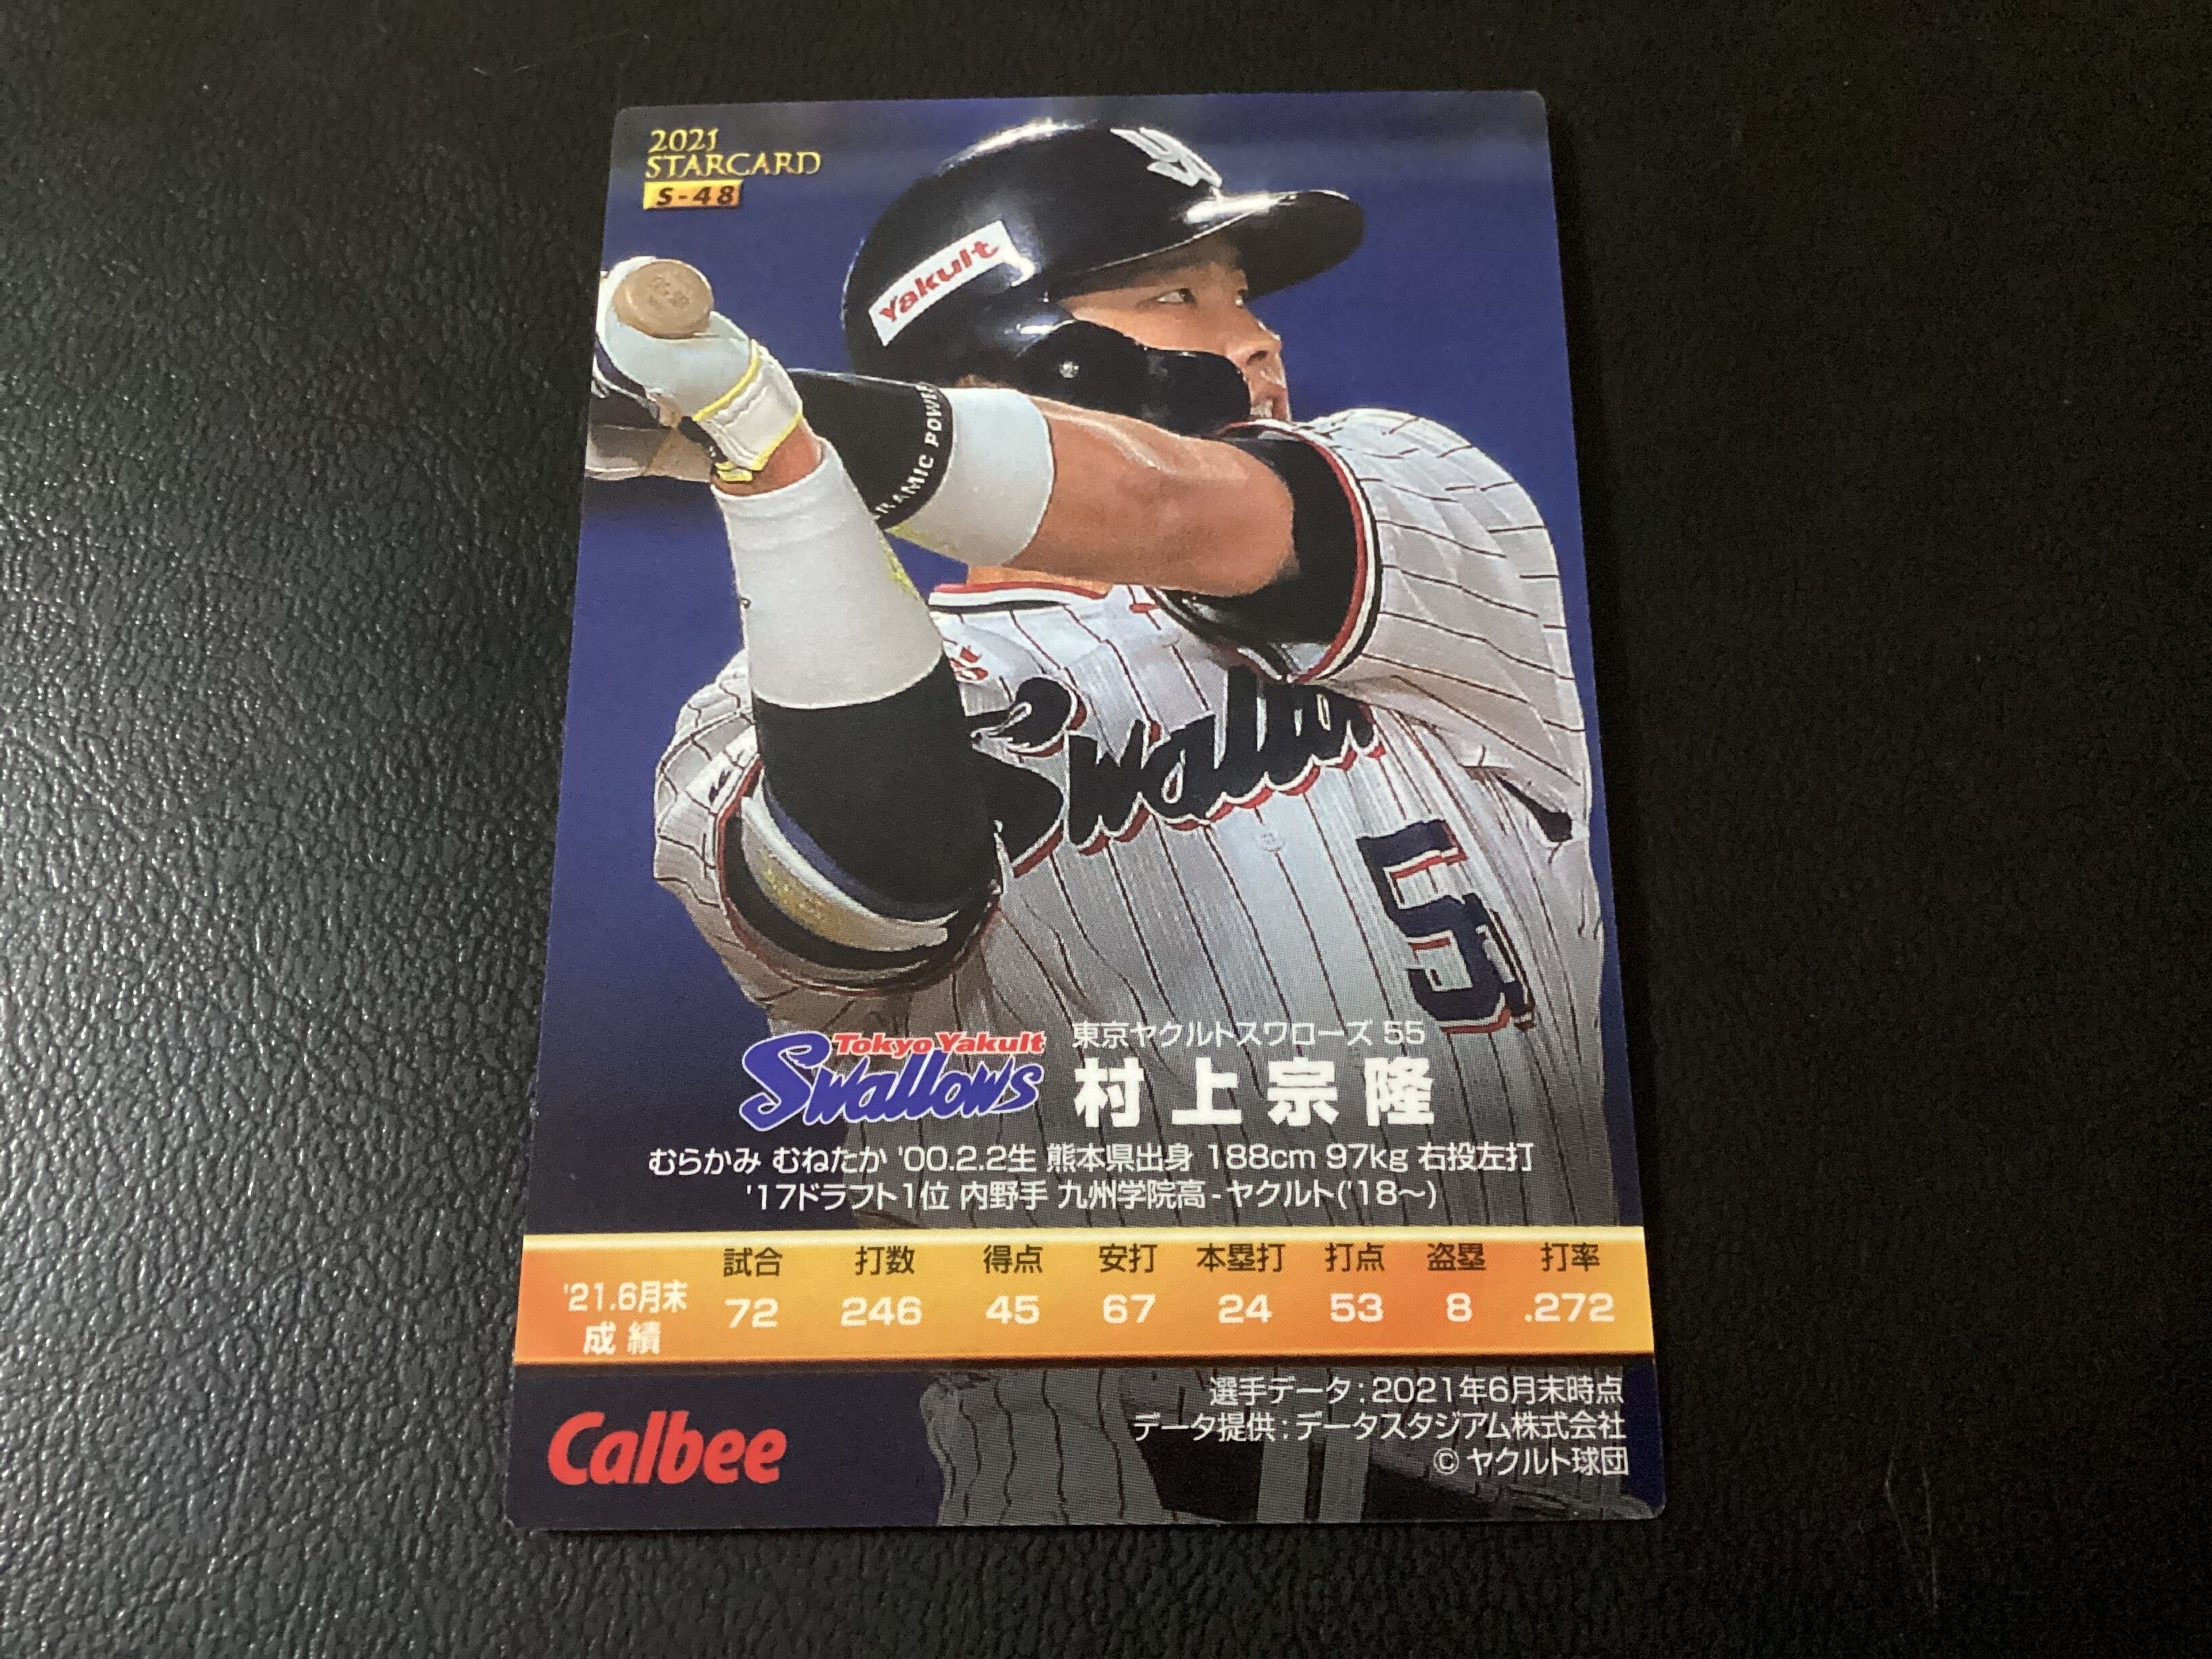 2021
STARCARD
S-48
Yakult
RAMIC POWE
Swallow
5
Tokyo Yakult
Swallows
東京ヤクルトスワローズ 55
村上宗隆
むらかみ むねたか '00.2.2生 熊本県出身 188cm 97kg 右投左打
'17ドラフト1位 内野手 九州学院高-ヤクルト('18~)
試合 打数 得点 安打 本塁打 打点 盗塁 打率
'21.6月末成績 72 246 45 67 24 53 8 .272
選手データ:2021年6月末時点
データ提供:データスタジアム株式会社
© ヤクルト球団
Calbee